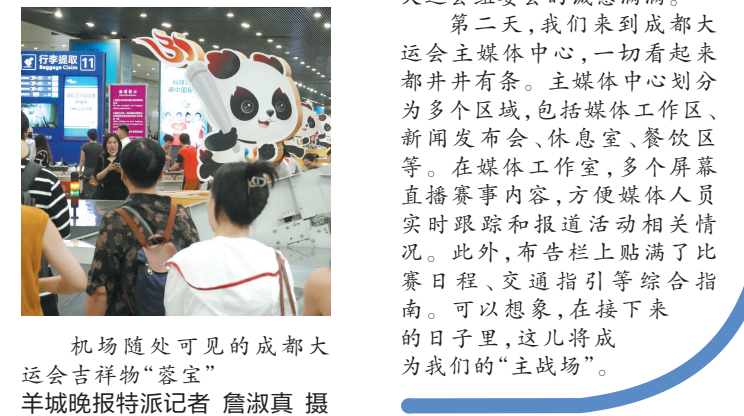 行李提取 11
Baggage Claim
机场随处可见的成都大
运会吉祥物“蓉宝”
羊城晚报特派记者 詹淑真 摄
第二天,我们来到成都大
运会主媒体中心,一切看起来
都井井有条。主媒体中心划分
为多个区域,包括媒体工作区、
新闻发布会、休息室、餐饮区
等。在媒体工作室,多个屏幕
直播赛事内容,方便媒体人员
实时跟踪和报道活动相关情
况。此外,布告栏上贴满了比
赛日程、交通指引等综合指
南。可以想象,在接下来
的日子里,这儿将成
为我们的“主战场”。